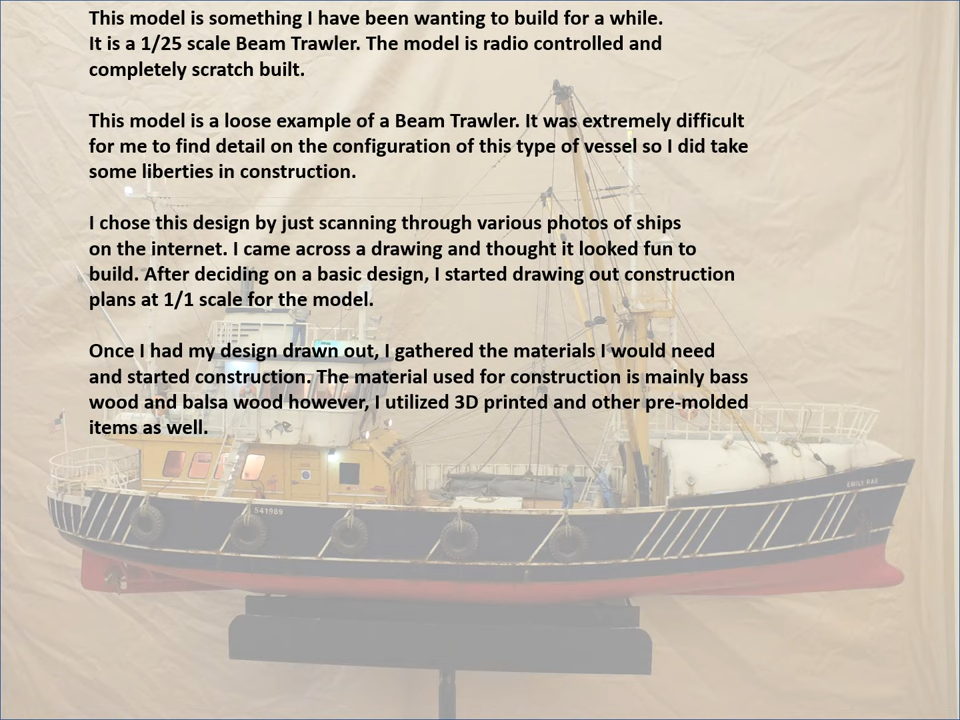 This model is something I have been wanting to build for a while.
It is a 1/25 scale Beam Trawler. The model is radio controlled and
completely scratch built.
This model is a loose example of a Beam Trawler. It was extremely difficult
for me to find detail on the configuration of this type of vessel so I did take
some liberties in construction.
I chose this design by just scanning through various photos of ships
on the internet. I came across a drawing and thought it looked fun to
build. After deciding on a basic design, I started drawing out construction
plans at 1/1 scale for the model.
Once I had my design drawn out, I gathered the materials I would need
and started construction. The material used for construction is mainly bass
wood and balsa wood however, I utilized 3D printed and other pre-molded
items as well.
EMILY RAE
541989